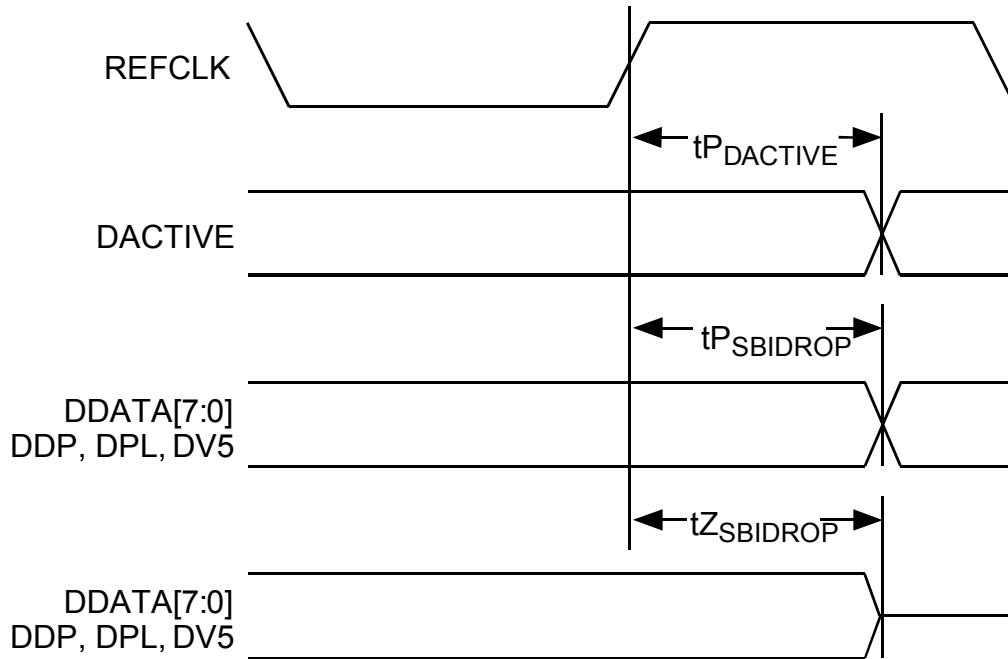 REFCLK
tPDACTIVE
DACTIVE
tPSBIDROP
DDATA[7:0]
DDP, DPL, DV5
tZSBIDROP
DDATA[7:0]
DDP, DPL, DV5